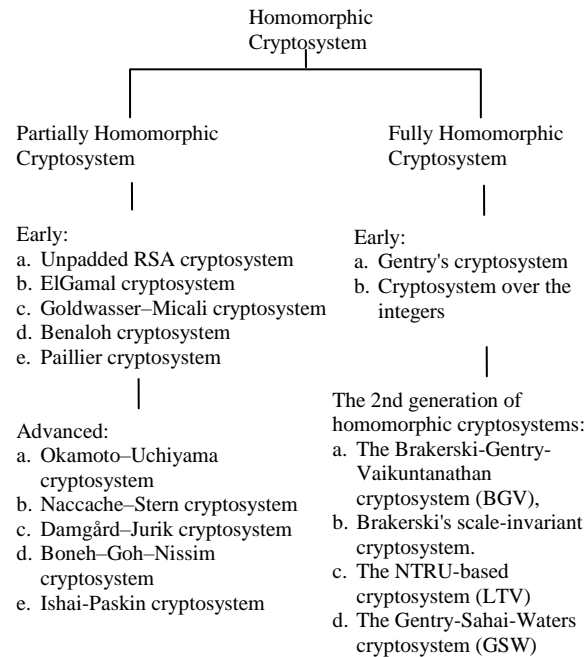 Homomorphic
Cryptosystem
Partially Homomorphic
Cryptosystem
Early:
a. Unpadded RSA cryptosystem
b. ElGamal cryptosystem
c. Goldwasser–Micali cryptosystem
d. Benaloh cryptosystem
e. Paillier cryptosystem
Advanced:
a. Okamoto–Uchiyama
cryptosystem
b. Naccache–Stern cryptosystem
c. Damgård–Jurik cryptosystem
d. Boneh–Goh–Nissim
cryptosystem
e. Ishai-Paskin cryptosystem
Fully Homomorphic
Cryptosystem
Early:
a. Gentry's cryptosystem
b. Cryptosystem over the
integers
The 2nd generation of
homomorphic cryptosystems:
a. The Brakerski-Gentry-
Vaikuntanathan
cryptosystem (BGV),
b. Brakerski's scale-invariant
cryptosystem.
c. The NTRU-based
cryptosystem (LTV)
d. The Gentry-Sahai-Waters
cryptosystem (GSW)